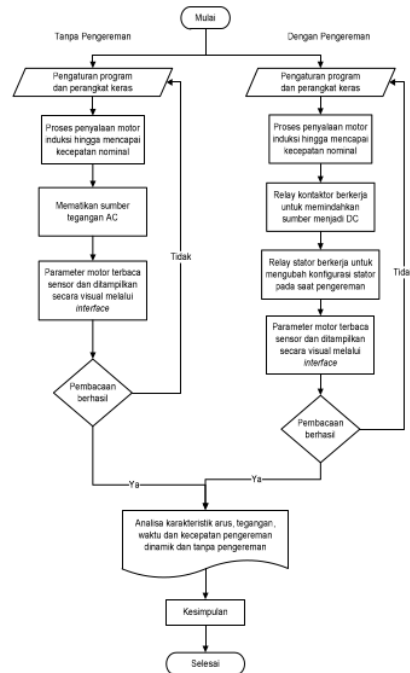 Mulai
Tanpa Pengereman
Pengaturan program
dan perangkat keras
Proses penyalaan motor
induksi hingga mencapai
kecepatan nominal
Mematikan sumber
tegangan AC
Parameter motor terbaca
sensor dan ditampilkan
secara visual melalui
interface
Pembacaan
berhasil
Tidak
Ya
Dengan Pengereman
Pengaturan program
dan perangkat keras
Proses penyalaan motor
induksi hingga mencapai
kecepatan nominal
Relay kontaktor berkerja
untuk memindahkan
sumber menjadi DC
Relay stator berkerja untuk
mengubah konfigurasi stator
pada saat pengereman
Parameter motor terbaca
sensor dan ditampilkan
secara visual melalui
interface
Pembacaan
berhasil
Tida
Ya
Analisa karakteristik arus, tegangan,
waktu dan kecepatan pengereman
dinamik dan tanpa pengereman
Kesimpulan
Selesai